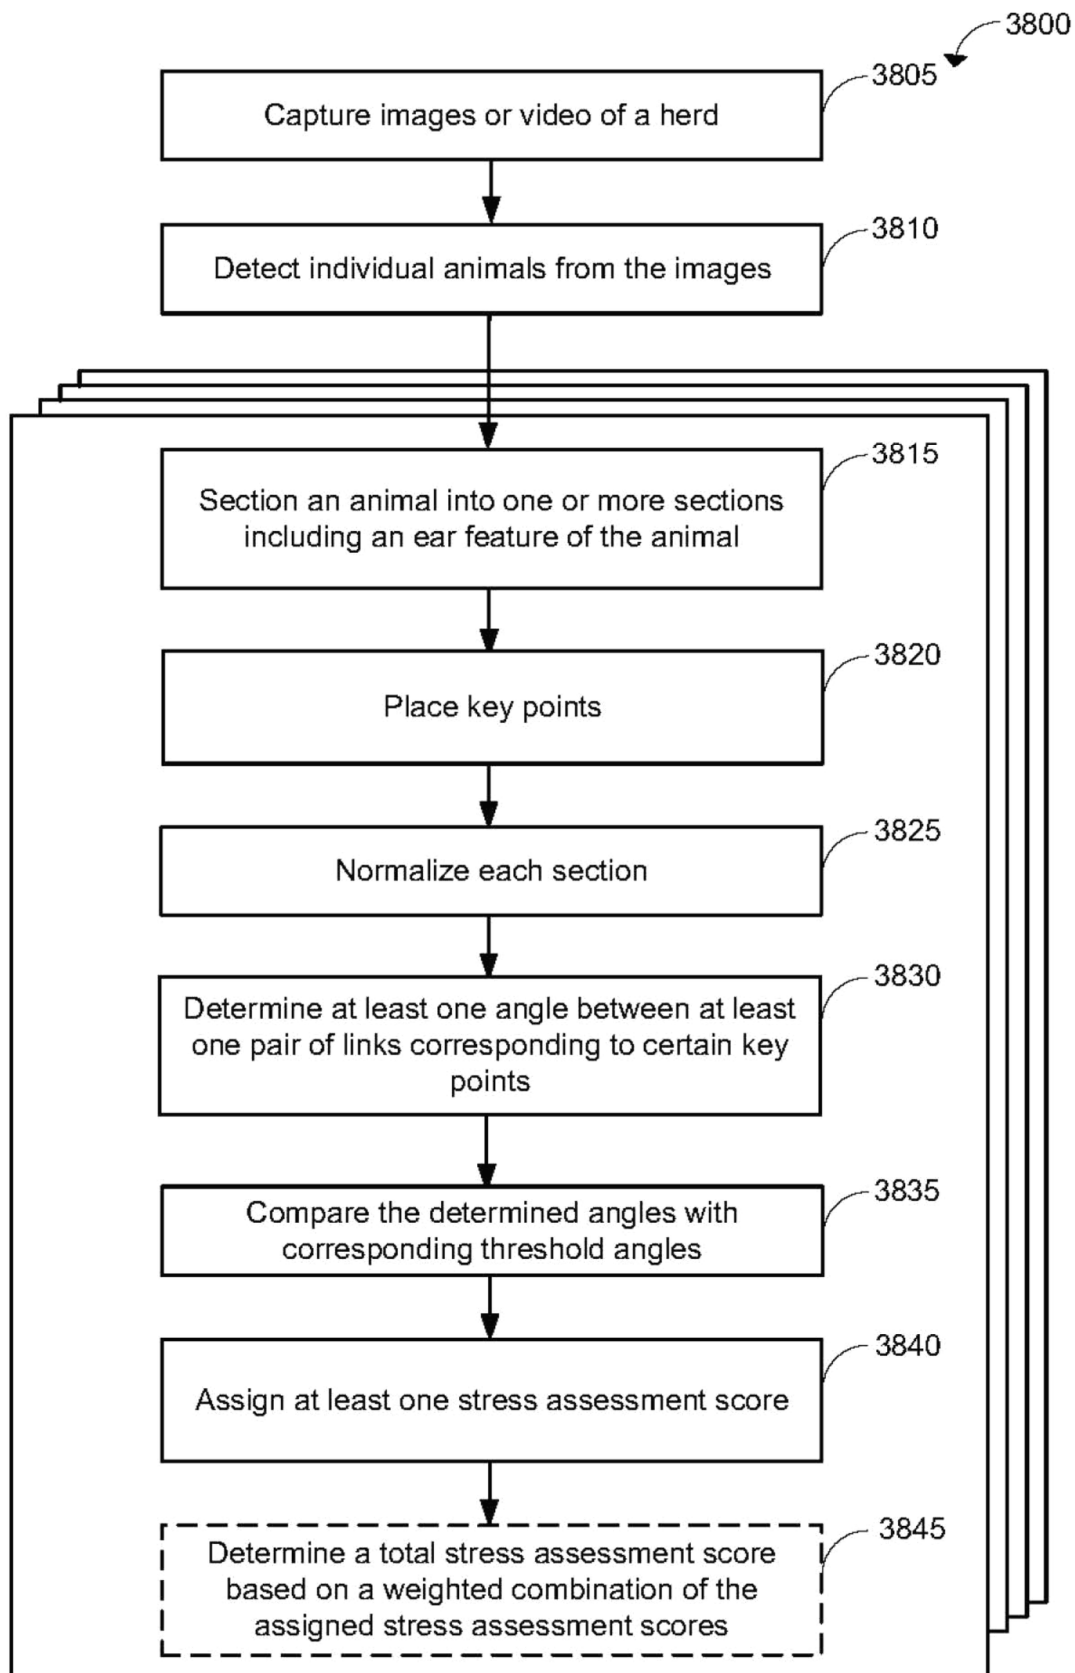 3800
3805
Capture images or video of a herd
3810
Detect individual animals from the images
3815
Section an animal into one or more sections
including an ear feature of the animal
3820
Place key points
3825
Normalize each section
3830
Determine at least one angle between at least
one pair of links corresponding to certain key
points
3835
Compare the determined angles with
corresponding threshold angles
3840
Assign at least one stress assessment score
3845
Determine a total stress assessment score
based on a weighted combination of the
assigned stress assessment scores